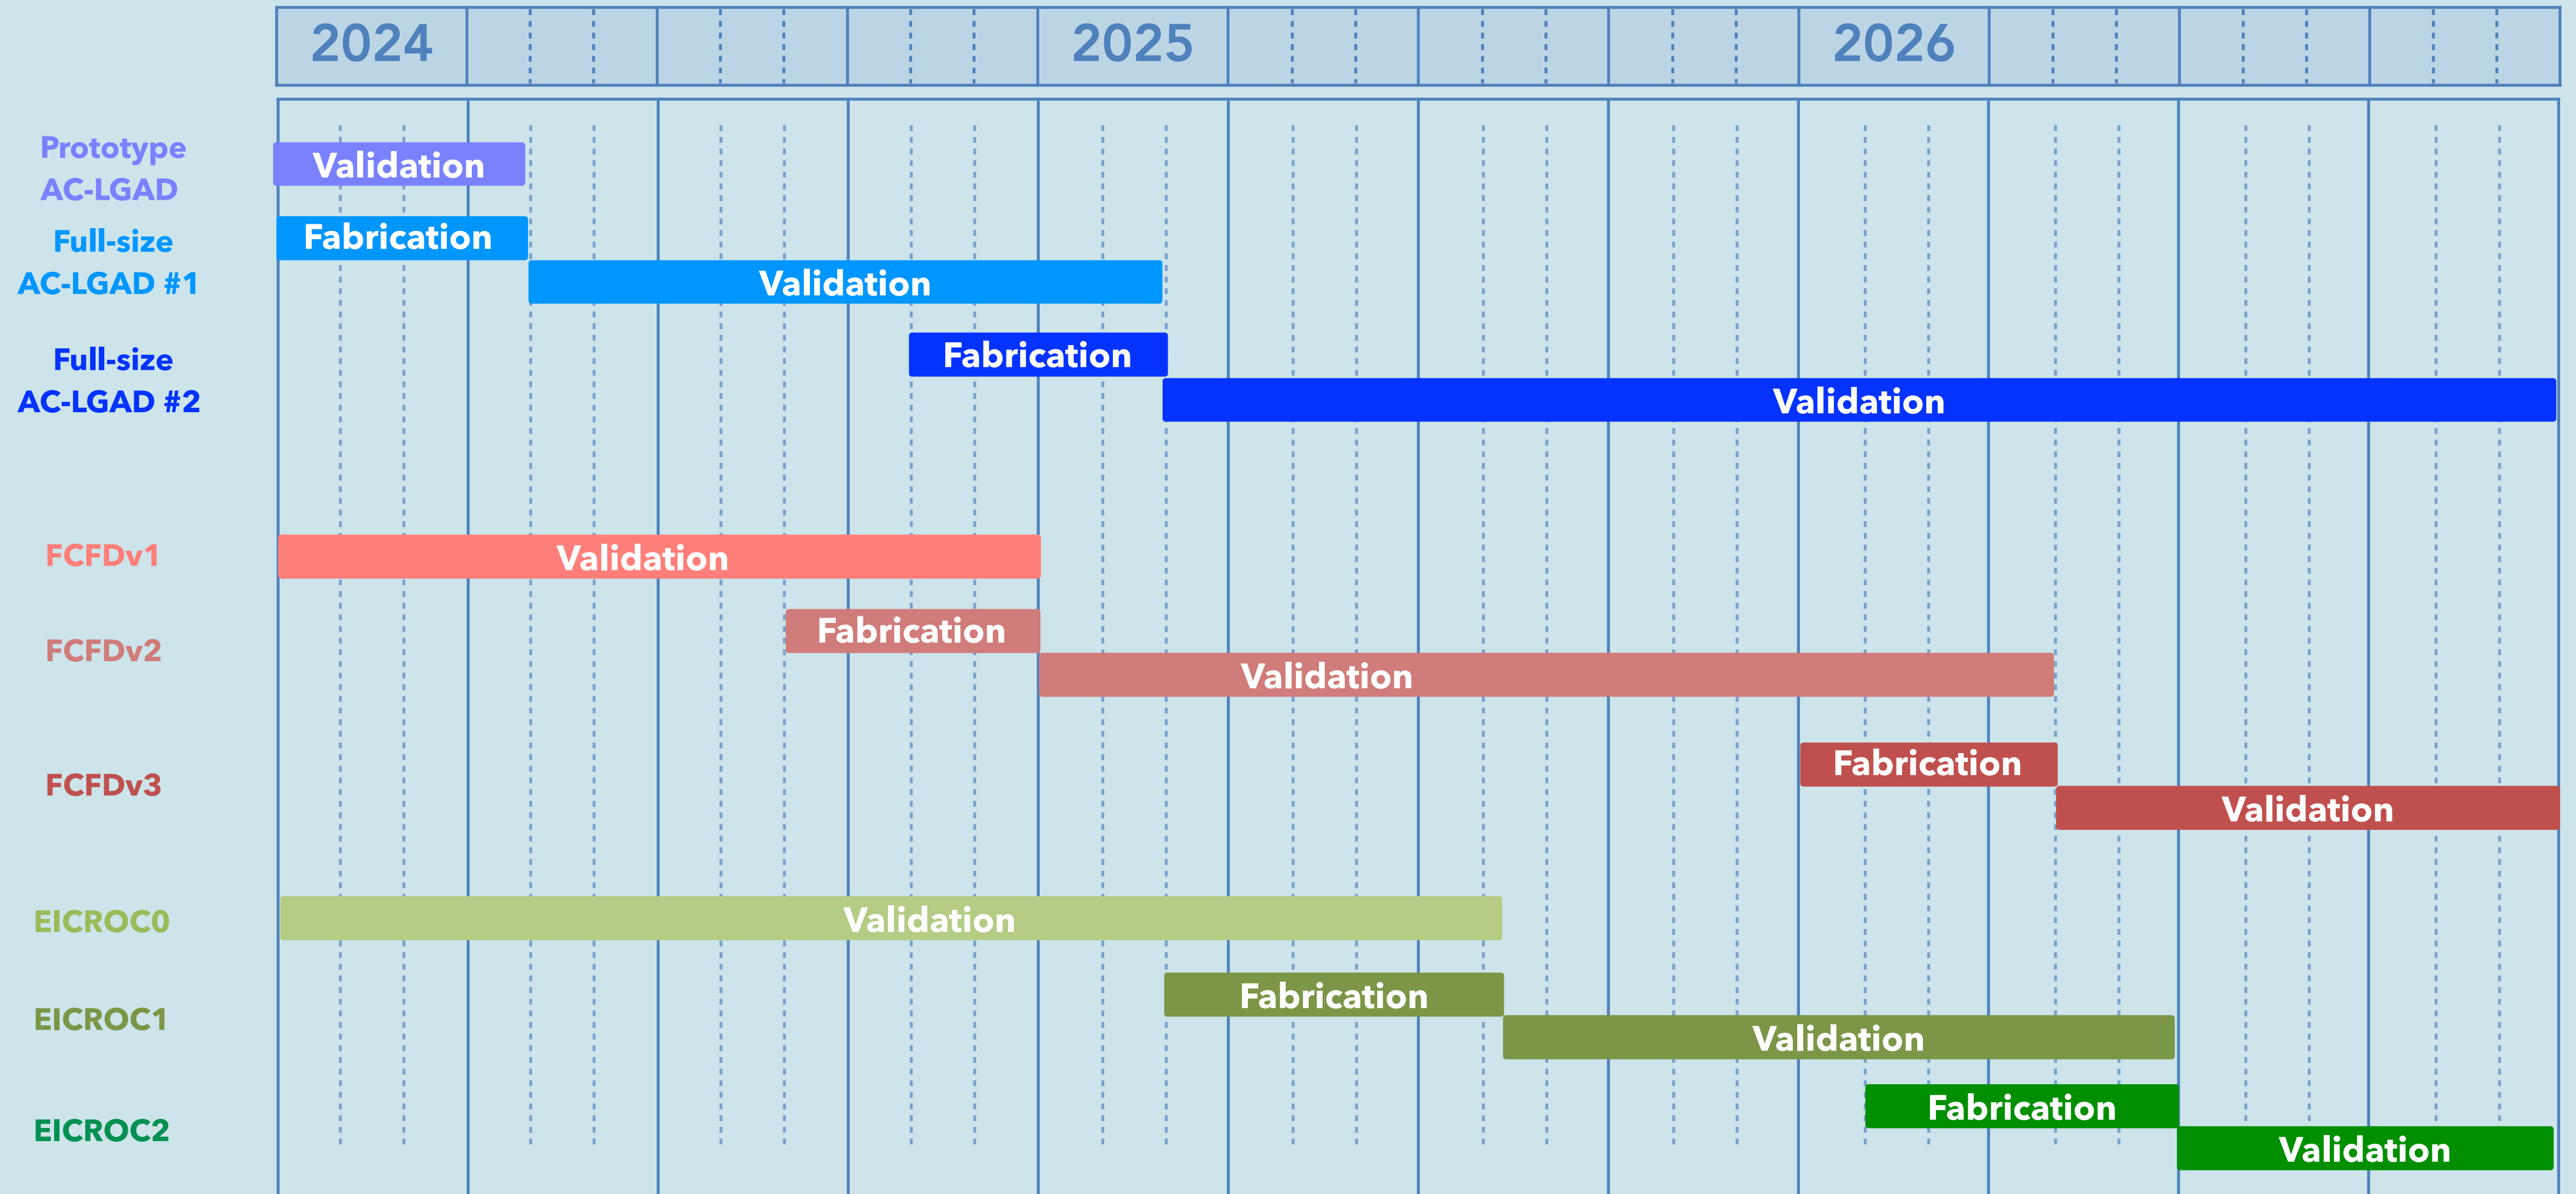 2024
2025
2026
Prototype
AC-LGAD
Validation
Full-size
AC-LGAD #1
Fabrication
Validation
Full-size
AC-LGAD #2
Fabrication
Validation
FCFDv1
Validation
FCFDv2
Fabrication
Validation
FCFDv3
Fabrication
Validation
EICROC0
Validation
EICROC1
Fabrication
Validation
EICROC2
Fabrication
Validation